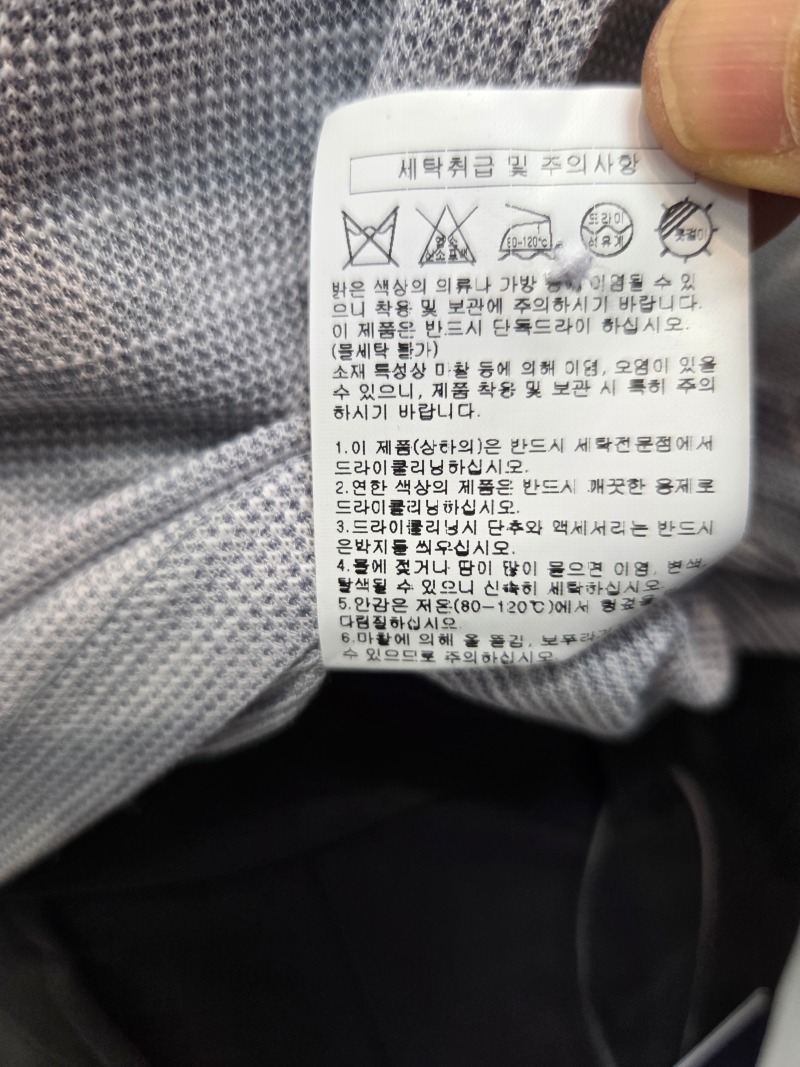 세탁취급 및 주의사항
염소
산소표백
80-120℃
드라이
석유계
옷걸이
밝은 색상의 의류나 가방 등에 이염될 수 있
으니 착용 및 보관에 주의하시기 바랍니다.
이 제품은 반드시 단독드라이 하십시오.
(물세탁 불가)
소재 특성상 마찰 등에 의해 이염, 오염이 있을
수 있으니, 제품 착용 및 보관 시 특히 주의
하시기 바랍니다.
1.이 제품(상하의)은 반드시 세탁전문점에서
드라이클리닝하십시오.
2.연한 색상의 제품은 반드시 깨끗한 용제로
드라이클리닝하십시오.
3.드라이클리닝시 단추와 액세서리는 반드시
은박지를 씌우십시오.
4.물에 젖거나 땀이 많이 묻으면 이염, 변색
탈색될 수 있으니 신속히 세탁하십시오
5.안감은 저온(80-120℃)에서 헝겊을
다림질하십시오
6.마찰에 의해 올 뜯김, 보푸라
수 있으므로 주의하십시오